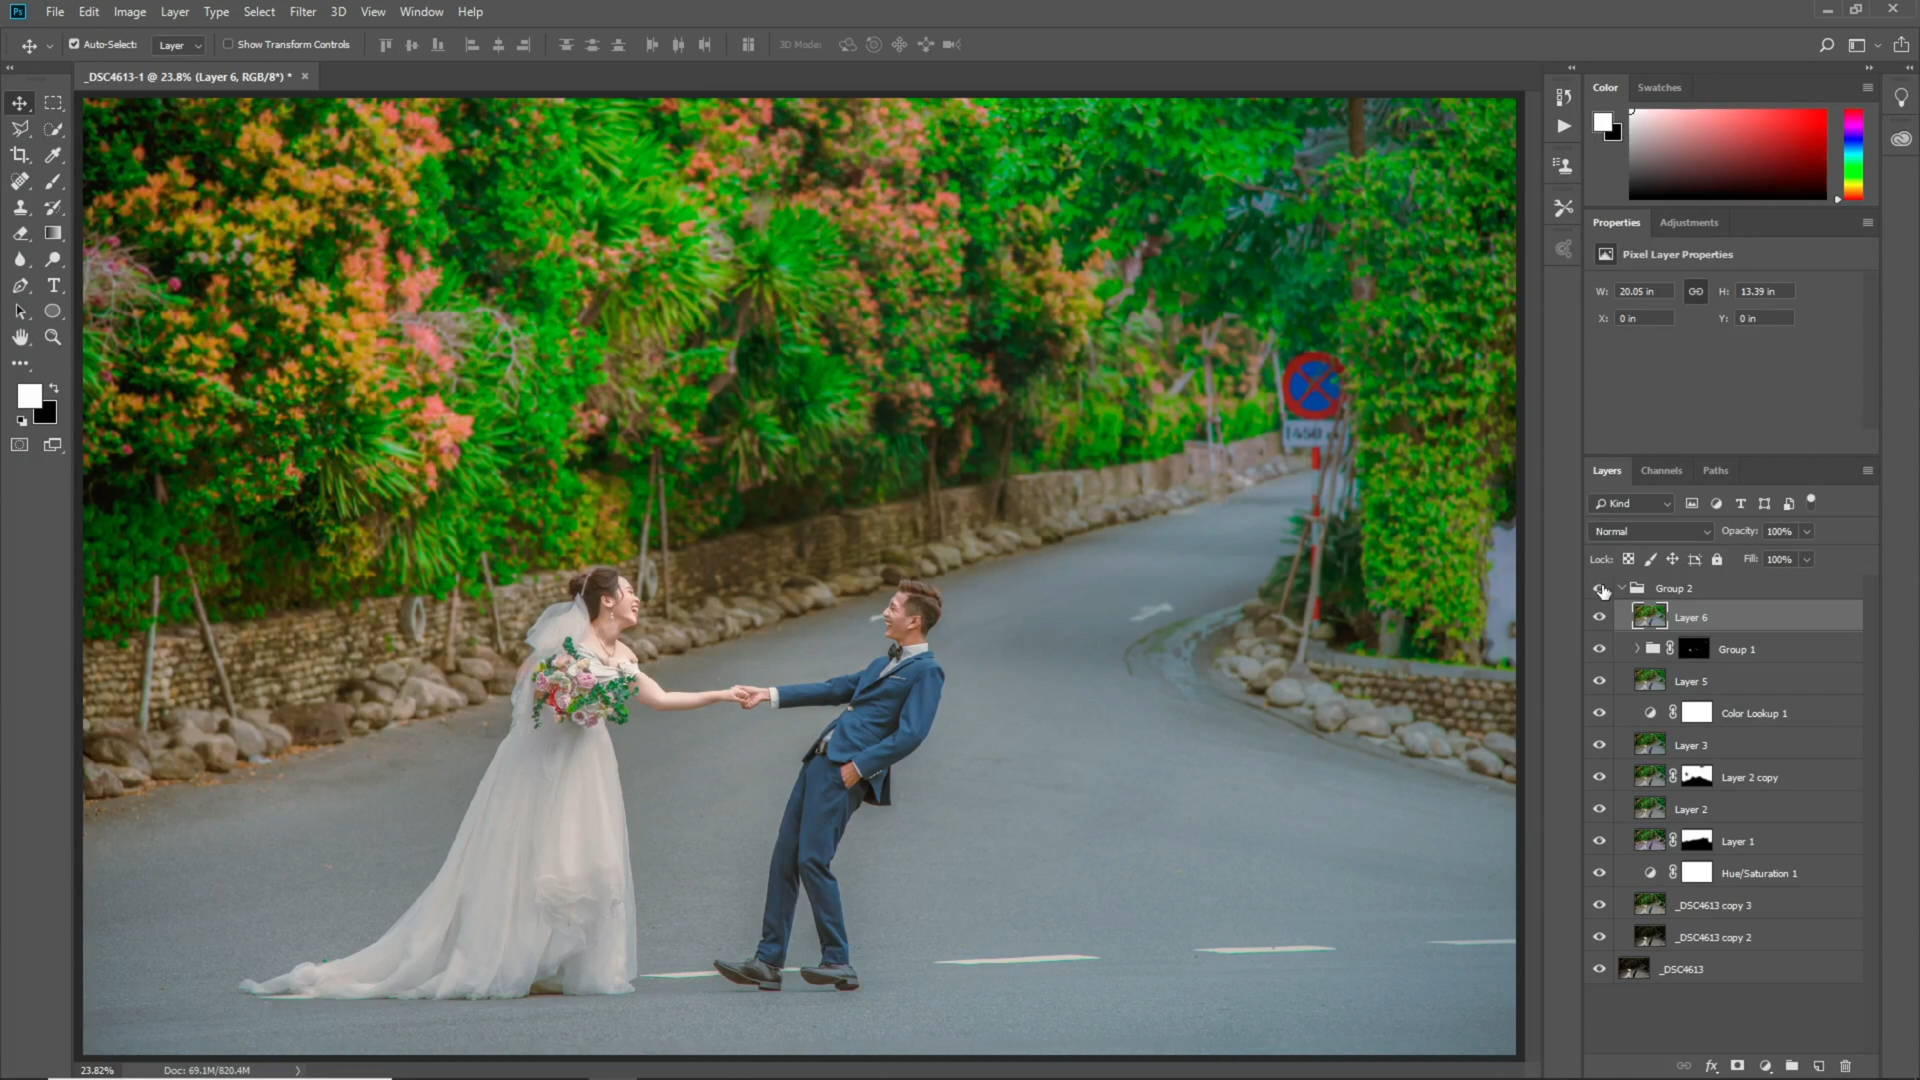 Ps File Edit Image Layer Type Select Filter 3D View Window Help
Auto-Select: Layer Show Transform Controls 3D Mode:
_DSC4613-1 @ 23.8% (Layer 6, RGB/8*) * ×
Color Swatches
Properties Adjustments
Pixel Layer Properties
W: 20.05 in H: 13.39 in
X: 0 in Y: 0 in
Layers Channels Paths
Kind
Normal Opacity: 100%
Lock: Fill: 100%
Group 2
Layer 6
Group 1
Layer 5
Color Lookup 1
Layer 3
Layer 2 copy
Layer 2
Layer 1
Hue/Saturation 1
_DSC4613 copy 3
_DSC4613 copy 2
_DSC4613
23.82% Doc: 69.1M/820.4M